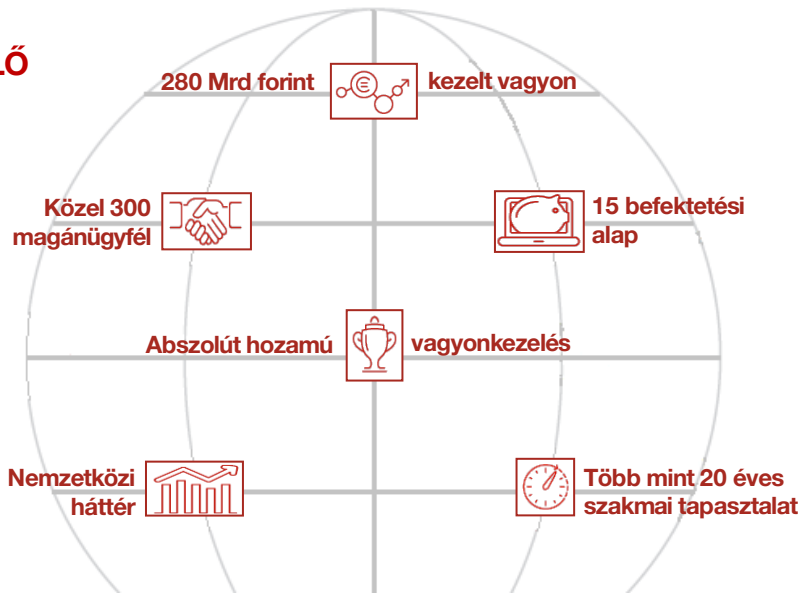 LŐ
280 Mrd forint € kezelt vagyon
Közel 300
magánügyfél
15 befektetési
alap
Abszolút hozamú vagyonkezelés
Nemzetközi
háttér
Több mint 20 éves
szakmai tapasztalat